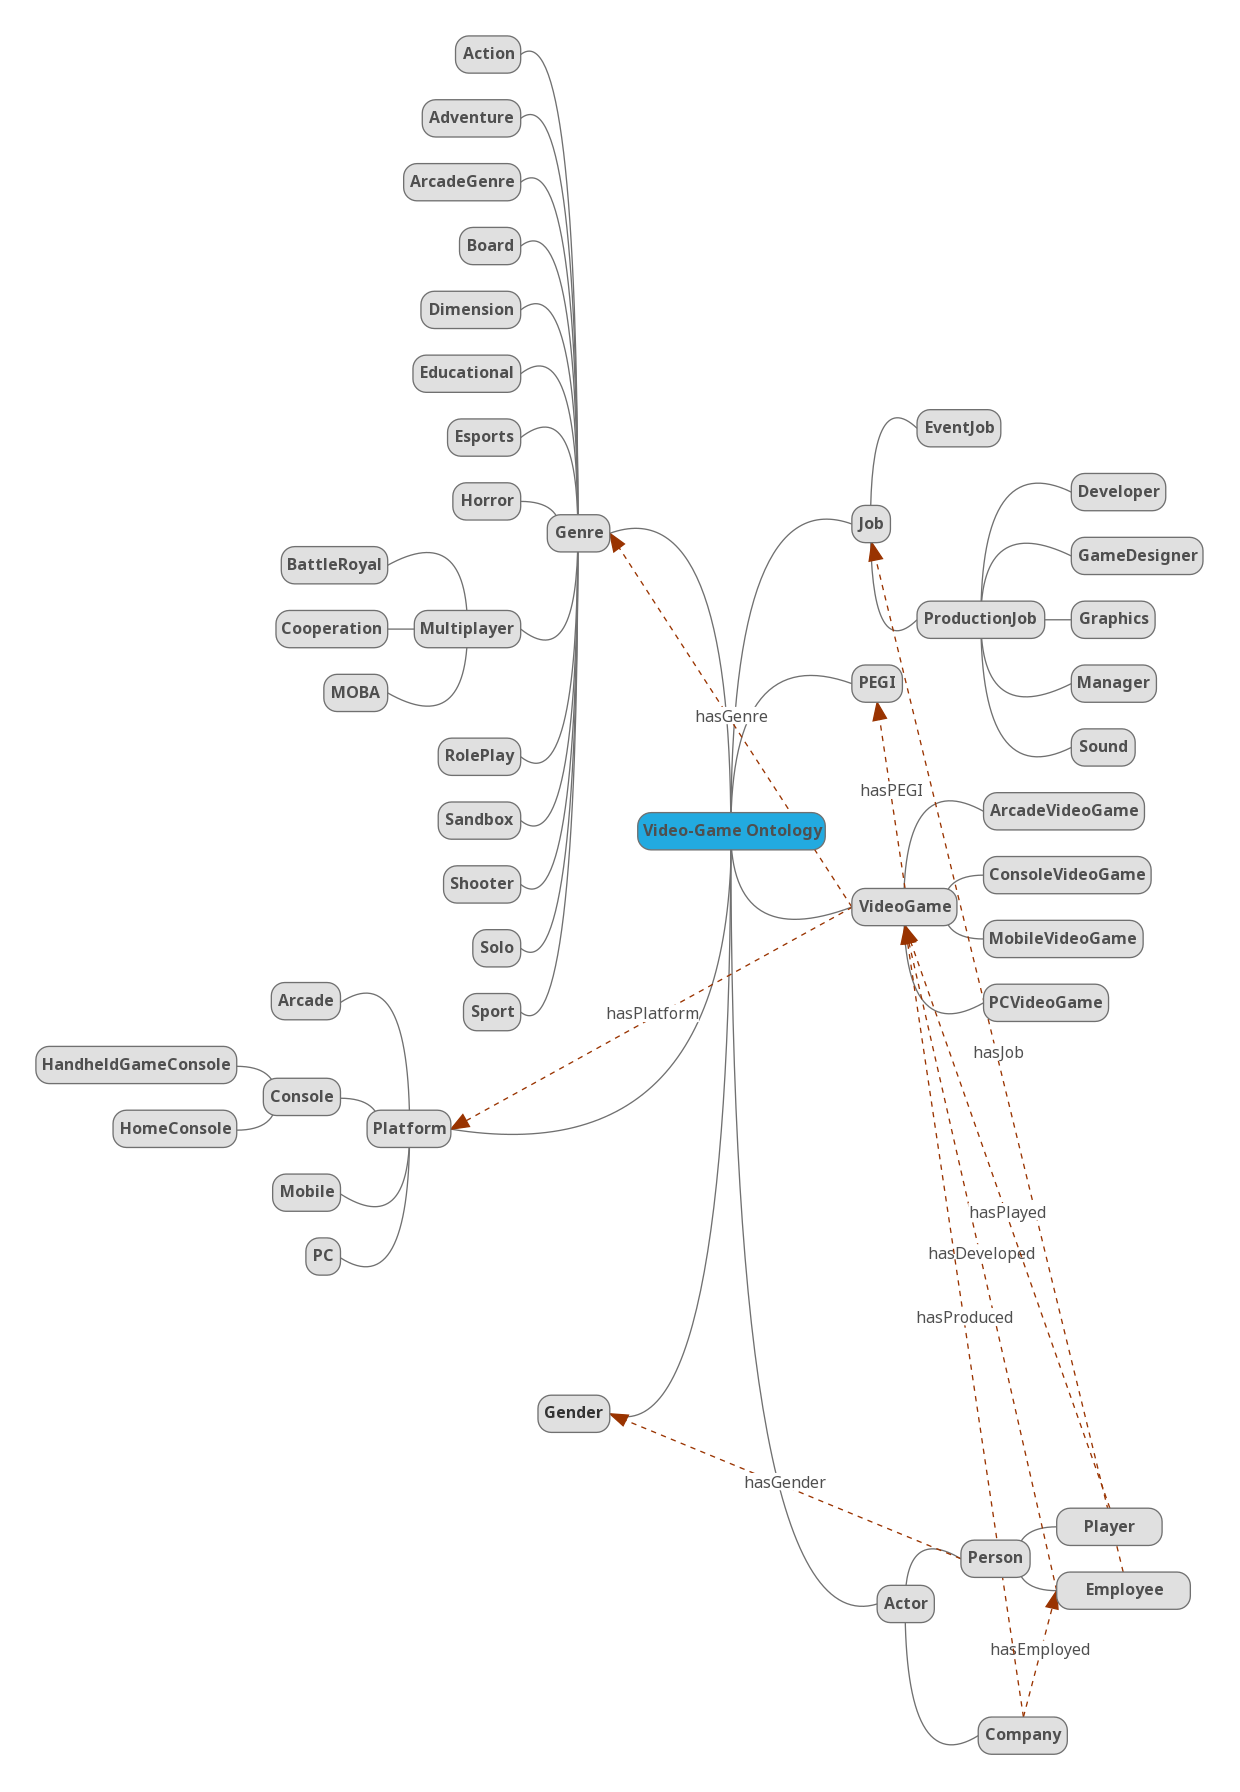 Action
Adventure
ArcadeGenre
Board
Dimension
Educational
Esports
Horror
Genre
BattleRoyal
Cooperation
Multiplayer
MOBA
RolePlay
Sandbox
Shooter
Solo
Sport
Arcade
HandheldGameConsole
Console
HomeConsole
Platform
Mobile
PC
hasGenre
Video-Game Ontology
hasPlatform
Gender
hasGender
EventJob
Job
Developer
GameDesigner
ProductionJob
Graphics
Manager
Sound
PEGI
hasPEGI
ArcadeVideoGame
ConsoleVideoGame
VideoGame
MobileVideoGame
PCVideoGame
hasJob
hasPlayed
hasDeveloped
hasProduced
Player
Person
Employee
Actor
hasEmployed
Company